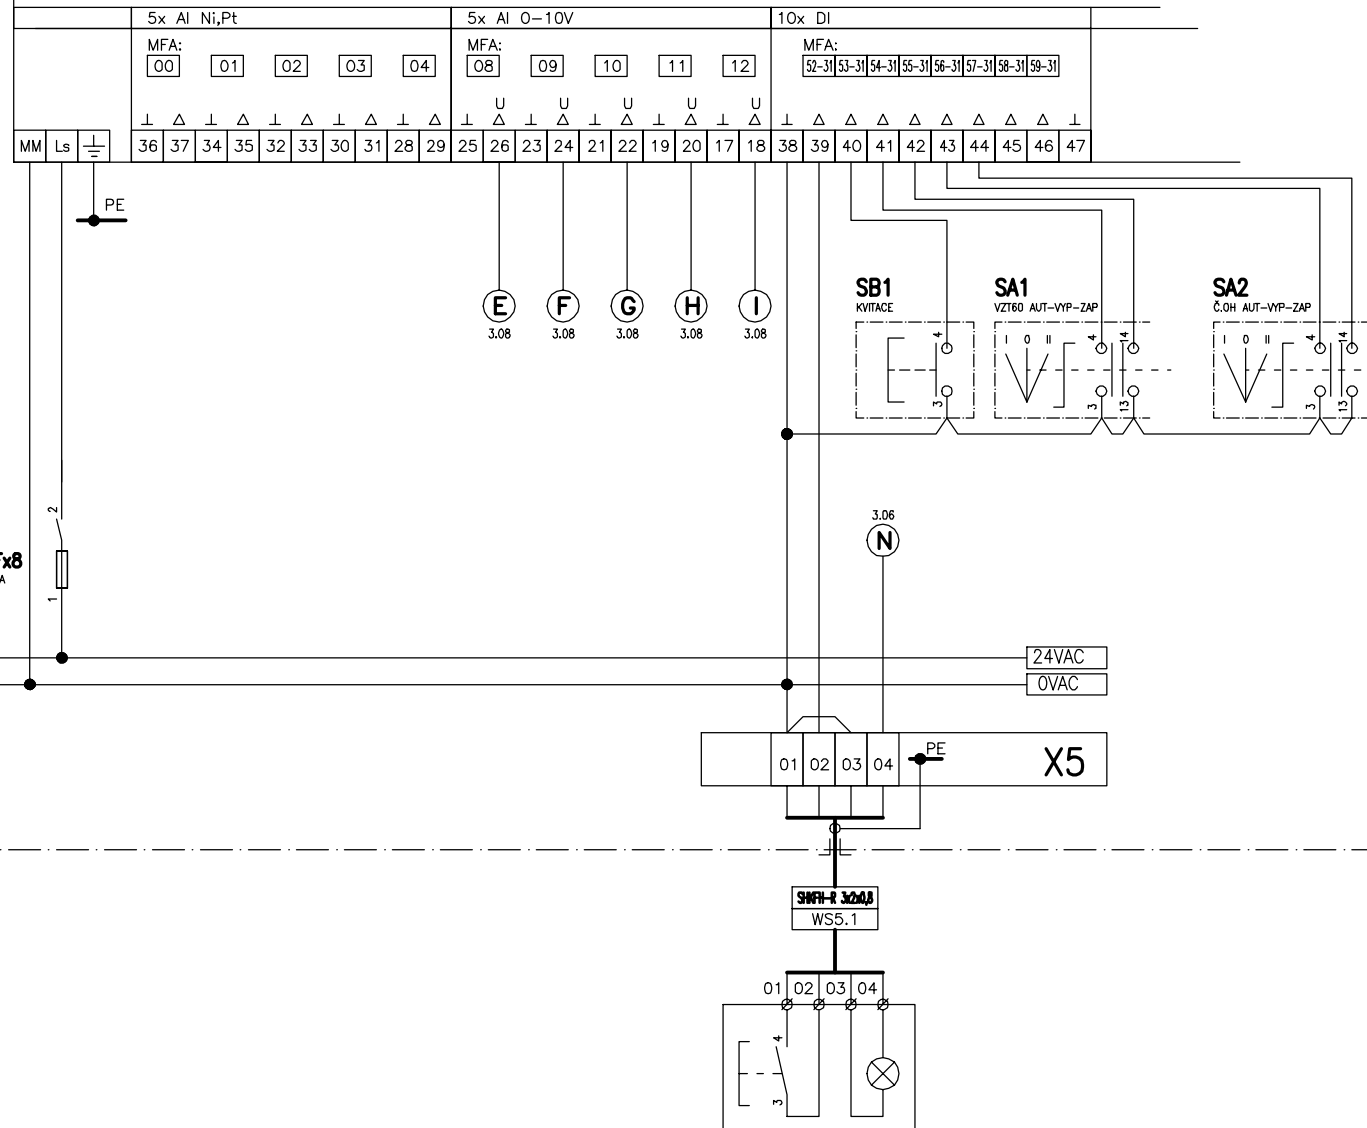 5x AI Ni,Pt
5x AI 0-10V
10x DI
MFA:
00 01 02 03 04
MFA:
08 09 10 11 12
MFA:
52-31 53-31 54-31 55-31 56-31 57-31 58-31 59-31
U U U U U
MM Ls
36 37 34 35 32 33 30 31 28 29 25 26 23 24 21 22 19 20 17 18 38 39 40 41 42 43 44 45 46 47
PE
E F G H I
3.08 3.08 3.08 3.08 3.08
SB1
KVITACE
4
3
SA1
VZT60 AUT-VYP-ZAP
I 0 II
4 14
3 13
SA2
Č.OH AUT-VYP-ZAP
I 0 II
4 14
3 13
2
x8
A
1
3.06
N
24VAC
0VAC
01 02 03 04
PE
X5
SHKFH-R 3x2x0,8
WS5.1
01 02 03 04
4
3